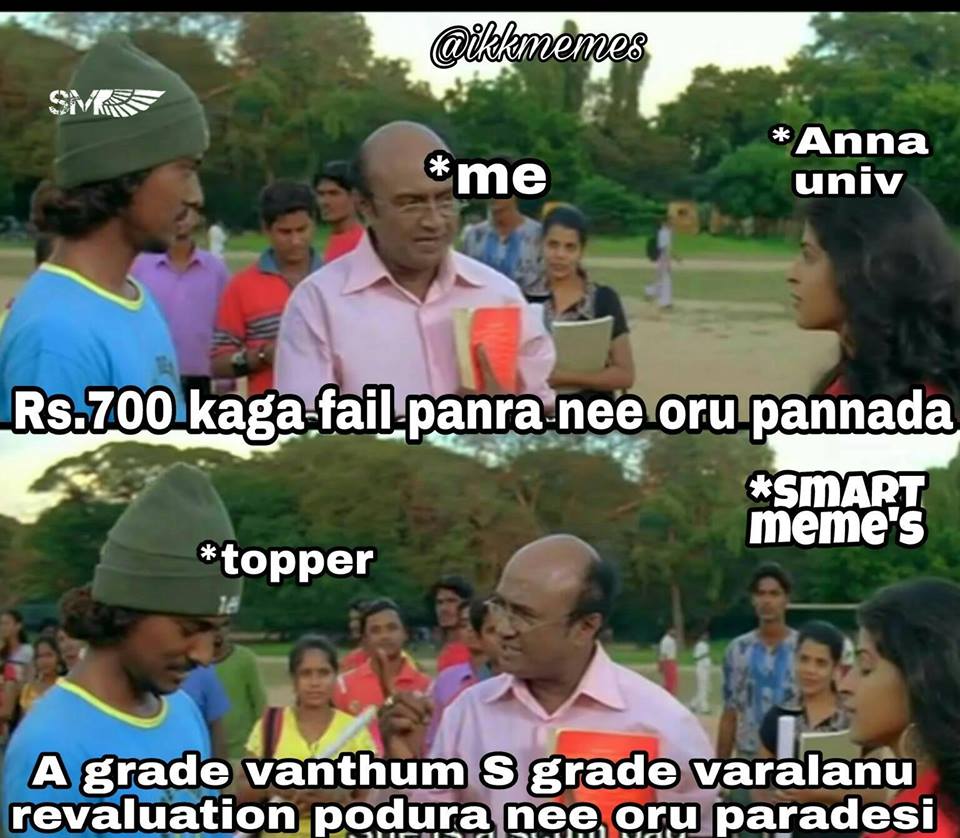 @ikkmemes
SM
*Anna
univ
*me
Rs.700 kaga fail panra nee oru pannada
*SMART
meme's
*topper
A grade vanthum S grade varalanu
revaluation podura nee oru paradesi